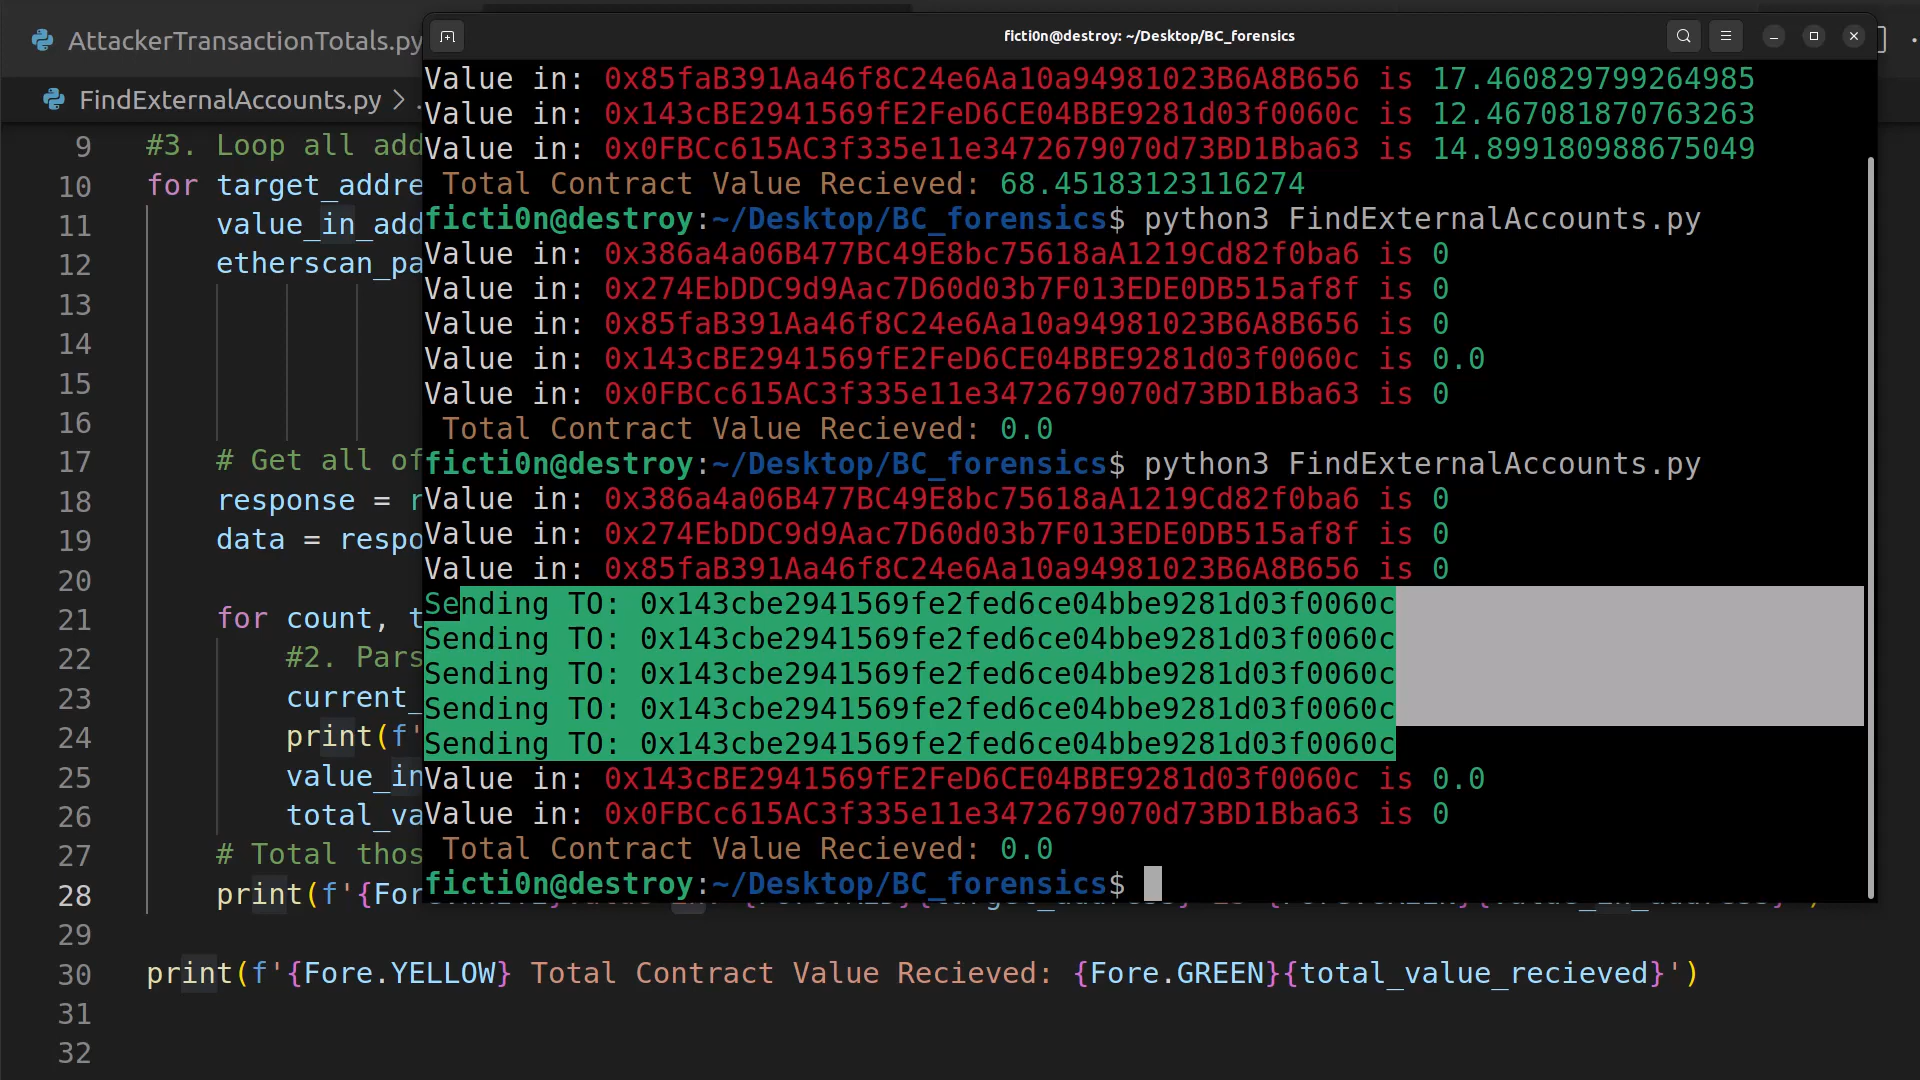 AttackerTransactionTotals.py
FindExternalAccounts.py > .
ficti0n@destroy: ~/Desktop/BC_forensics
Value in: 0x85faB391Aa46f8C24e6Aa10a94981023B6A8B656 is 17.460829799264985
Value in: 0x143cBE2941569fE2FeD6CE04BBE9281d03f0060c is 12.467081870763263
Value in: 0x0FBCc615AC3f335e11e3472679070d73BD1Bba63 is 14.899180988675049
Total Contract Value Recieved: 68.45183123116274
ficti0n@destroy:~/Desktop/BC_forensics$ python3 FindExternalAccounts.py
Value in: 0x386a4a06B477BC49E8bc75618aA1219Cd82f0ba6 is 0
Value in: 0x274EbDDC9d9Aac7D60d03b7F013EDE0DB515af8f is 0
Value in: 0x85faB391Aa46f8C24e6Aa10a94981023B6A8B656 is 0
Value in: 0x143cBE2941569fE2FeD6CE04BBE9281d03f0060c is 0.0
Value in: 0x0FBCc615AC3f335e11e3472679070d73BD1Bba63 is 0
Total Contract Value Recieved: 0.0
ficti0n@destroy:~/Desktop/BC_forensics$ python3 FindExternalAccounts.py
Value in: 0x386a4a06B477BC49E8bc75618aA1219Cd82f0ba6 is 0
Value in: 0x274EbDDC9d9Aac7D60d03b7F013EDE0DB515af8f is 0
Value in: 0x85faB391Aa46f8C24e6Aa10a94981023B6A8B656 is 0
Sending TO: 0x143cbe2941569fe2fed6ce04bbe9281d03f0060c
Sending TO: 0x143cbe2941569fe2fed6ce04bbe9281d03f0060c
Sending TO: 0x143cbe2941569fe2fed6ce04bbe9281d03f0060c
Sending TO: 0x143cbe2941569fe2fed6ce04bbe9281d03f0060c
Sending TO: 0x143cbe2941569fe2fed6ce04bbe9281d03f0060c
Value in: 0x143cBE2941569fE2FeD6CE04BBE9281d03f0060c is 0.0
Value in: 0x0FBCc615AC3f335e11e3472679070d73BD1Bba63 is 0
Total Contract Value Recieved: 0.0
ficti0n@destroy:~/Desktop/BC_forensics$
9 #3. Loop all add
10 for target_addre
11 value_in_add
12 etherscan_pa
13
14
15
16
17 # Get all of
18 response = r
19 data = respo
20
21 for count, t
22 #2. Pars
23 current_
24 print(f'
25 value_in
26 total_va
27 # Total thos
28 print(f'{For
29
30 print(f'{Fore.YELLOW} Total Contract Value Recieved: {Fore.GREEN}{total_value_recieved}')
31
32